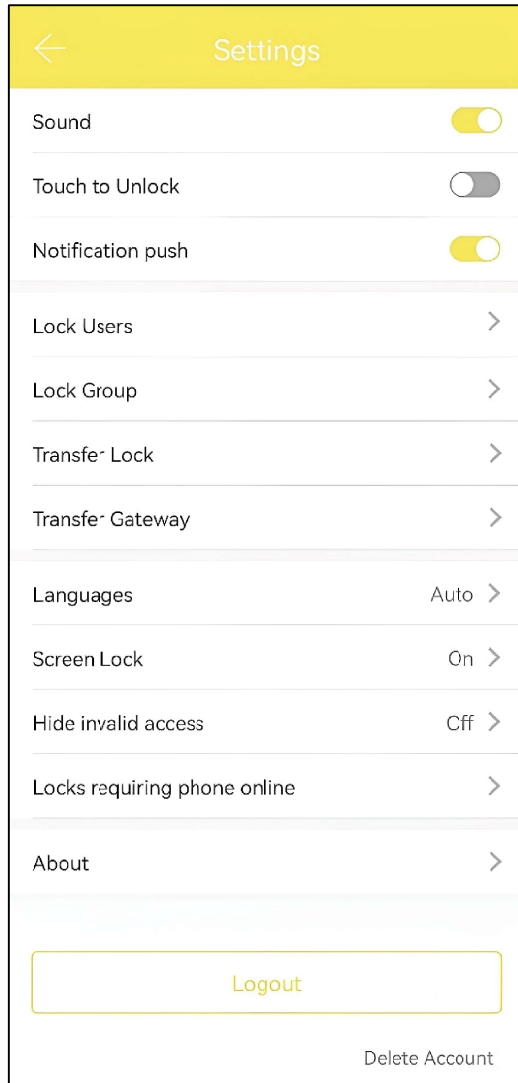 Settings
Sound
Touch to Unlock
Notification push
Lock Users
Lock Group
Transfer Lock
Transfer Gateway
Languages Auto
Screen Lock On
Hide invalid access Off
Locks requiring phone online
About
Logout
Delete Account